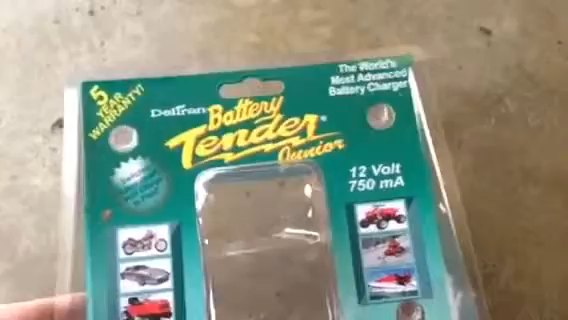 5
YEAR
WARRANTY!
Deltran
Battery
Tender®
Junior
The World's
Most Advanced
Battery Charger
12 Volt
750 mA